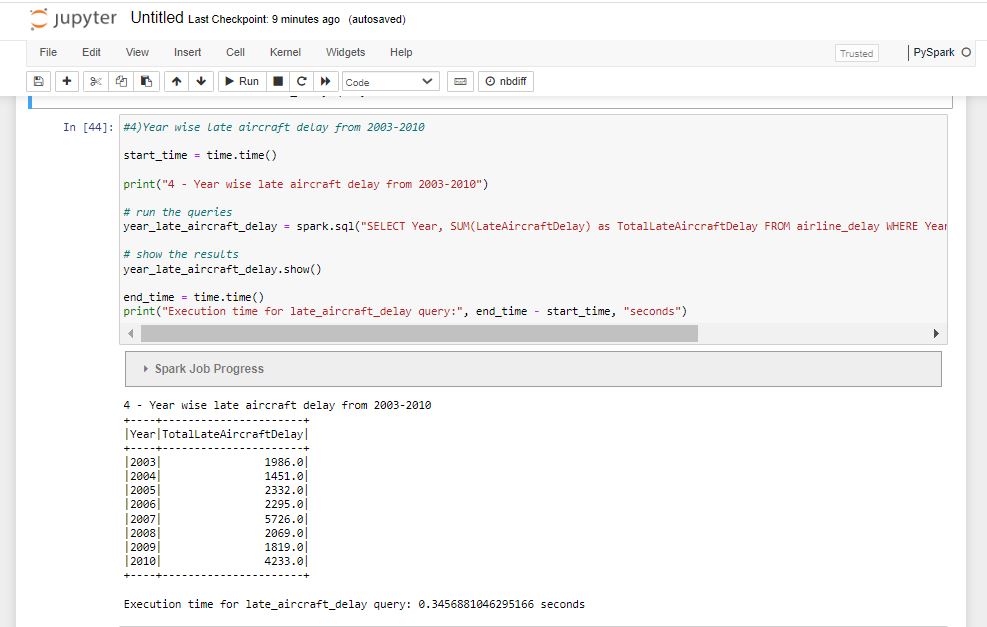 jupyter Untitled Last Checkpoint: 9 minutes ago (autosaved)
File Edit View Insert Cell Kernel Widgets Help Trusted PySpark
Run Code nbdiff
In [44]: #4)Year wise late aircraft delay from 2003-2010
start_time = time.time()
print("4 - Year wise late aircraft delay from 2003-2010")
# run the queries
year_late_aircraft_delay = spark.sql("SELECT Year, SUM(LateAircraftDelay) as TotalLateAircraftDelay FROM airline_delay WHERE Year
# show the results
year_late_aircraft_delay.show()
end_time = time.time()
print("Execution time for late_aircraft_delay query:", end_time - start_time, "seconds")
Spark Job Progress
4 - Year wise late aircraft delay from 2003-2010
+----+----------------------+
|Year|TotalLateAircraftDelay|
+----+----------------------+
|2003| 1986.0|
|2004| 1451.0|
|2005| 2332.0|
|2006| 2295.0|
|2007| 5726.0|
|2008| 2069.0|
|2009| 1819.0|
|2010| 4233.0|
+----+----------------------+
Execution time for late_aircraft_delay query: 0.3456881046295166 seconds